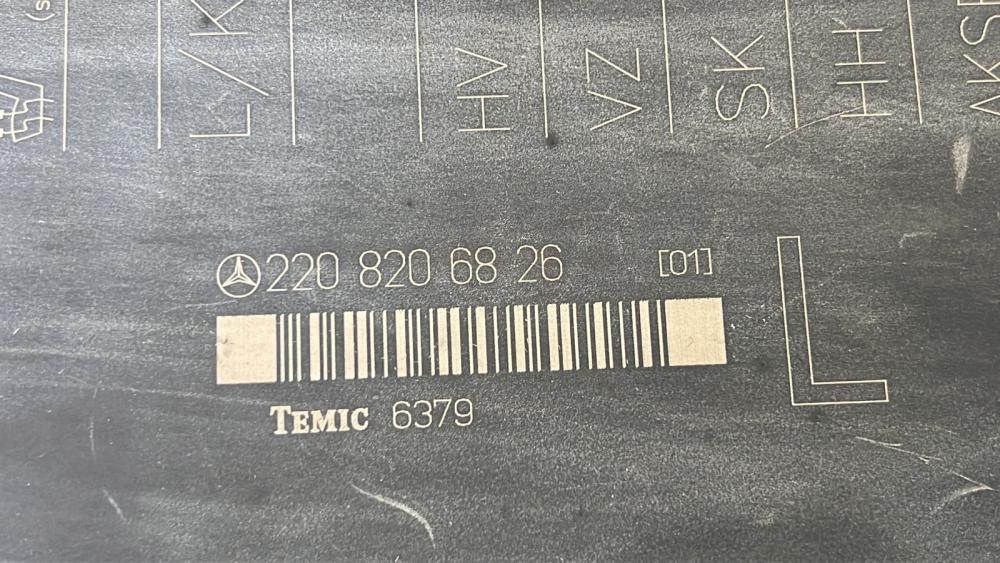 L/K
HV
VZ
SK
HH
220 820 68 26 [01]
L
TEMIC 6379